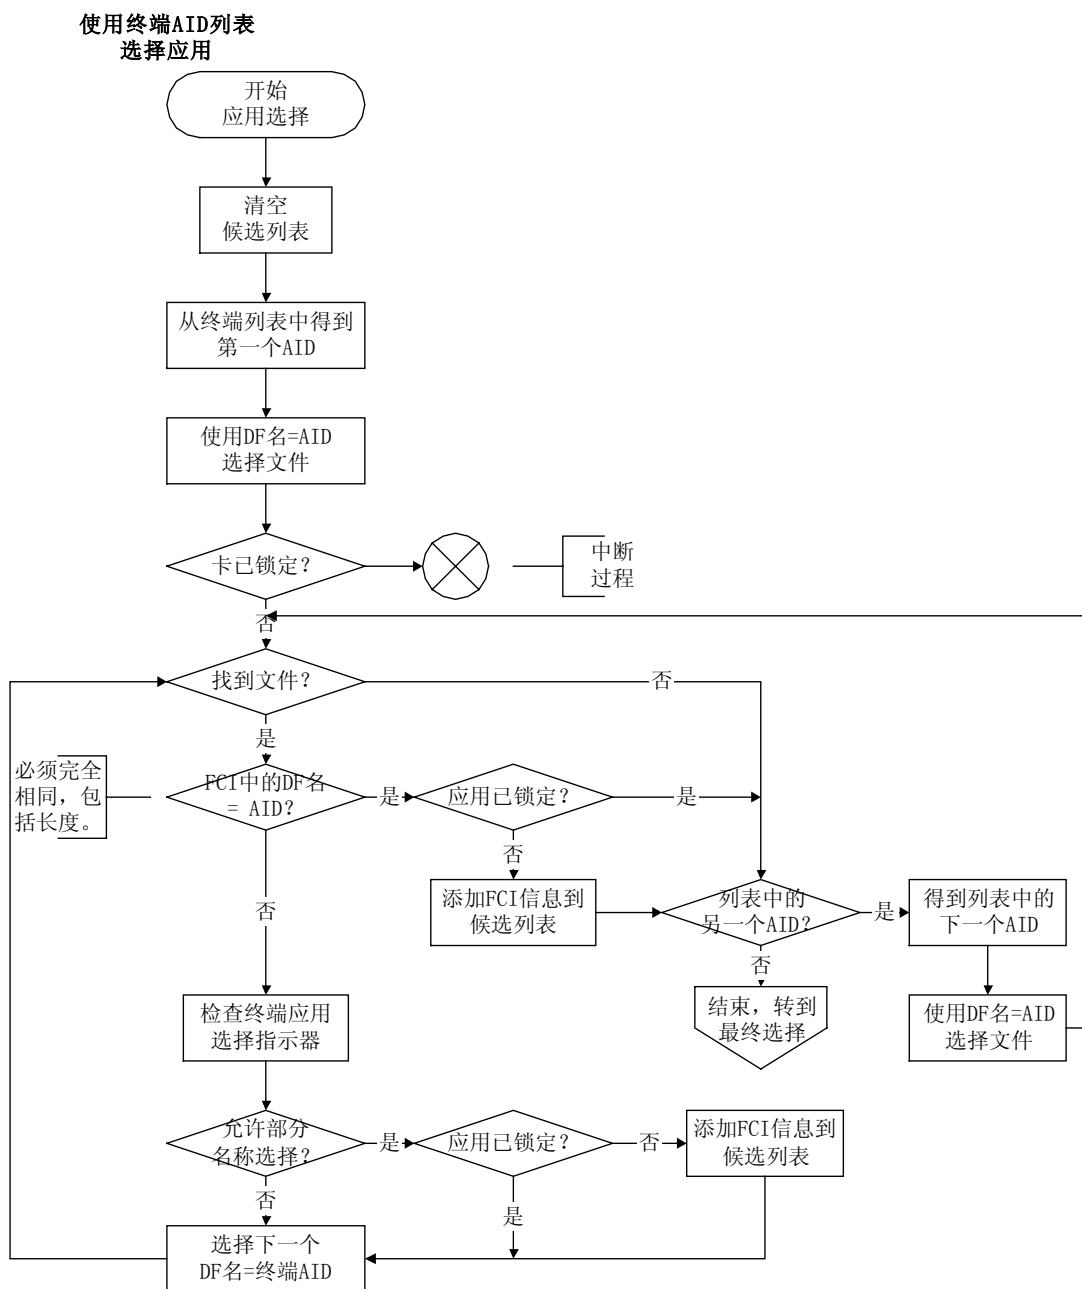 使用终端AID列表
选择应用
开始
应用选择
清空
候选列表
从终端列表中得到
第一个AID
使用DF名=AID
选择文件
卡已锁定?
中断
过程
否
找到文件?
否
是
必须完全
相同，包
括长度。
FCI中的DF名
= AID?
是
应用已锁定?
是
否
否
添加FCI信息到
候选列表
列表中的
另一个AID?
是
得到列表中的
下一个AID
否
结束，转到
最终选择
使用DF名=AID
选择文件
检查终端应用
选择指示器
允许部分
名称选择?
是
应用已锁定?
否
添加FCI信息到
候选列表
否
是
选择下一个
DF名=终端AID